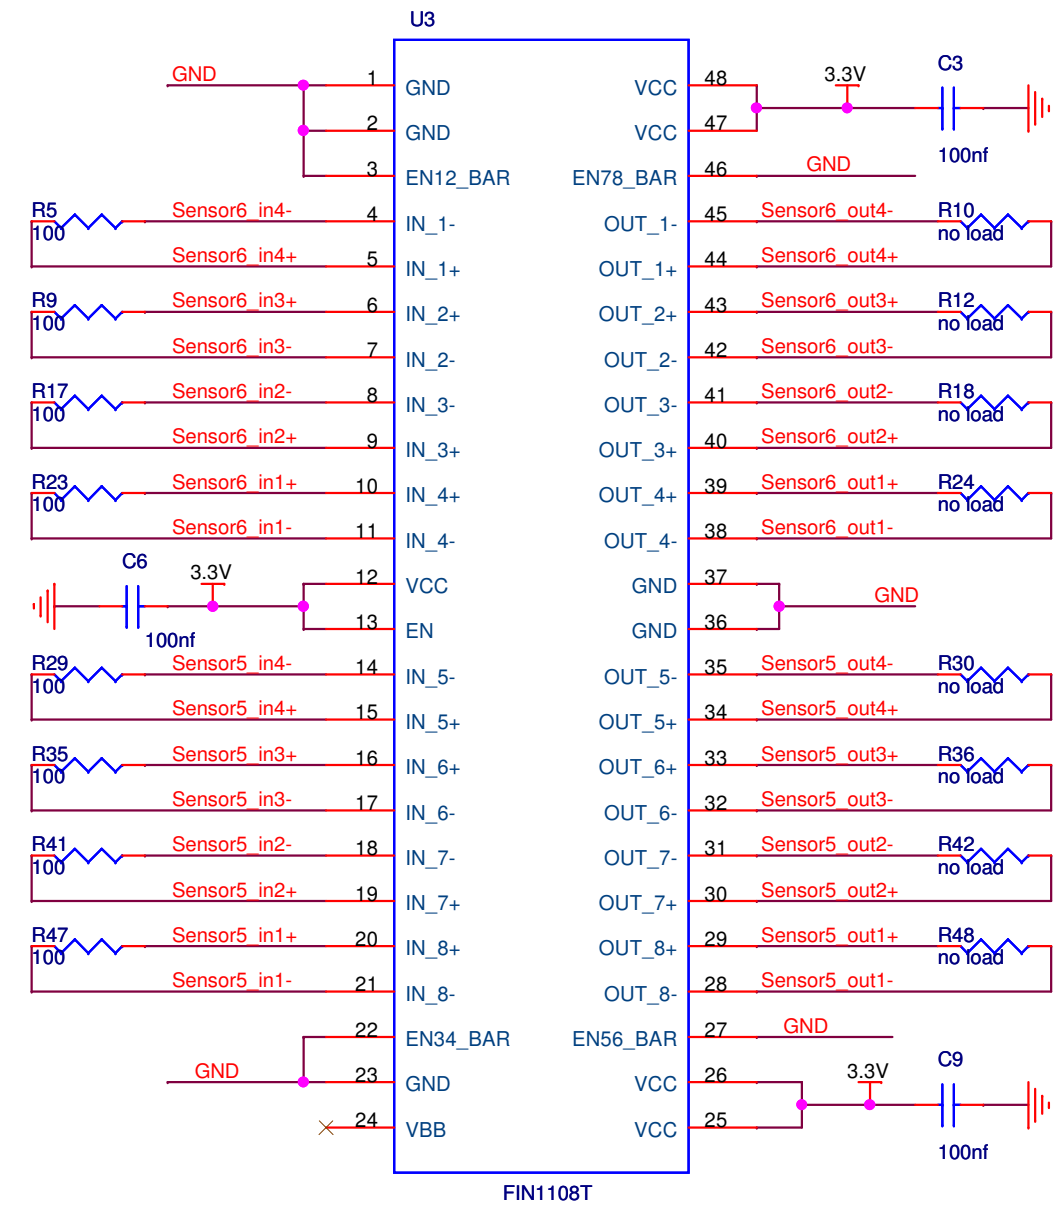 U3
GND 1 GND VCC 48 3.3V C3
2 GND VCC 47
100nf
3 EN12_BAR EN78_BAR 46 GND
R5 Sensor6_in4- 4 IN_1- OUT_1- 45 Sensor6_out4- R10
100 no load
Sensor6_in4+ 5 IN_1+ OUT_1+ 44 Sensor6_out4+
R9 Sensor6_in3+ 6 IN_2+ OUT_2+ 43 Sensor6_out3+ R12
100 no load
Sensor6_in3- 7 IN_2- OUT_2- 42 Sensor6_out3-
R17 Sensor6_in2- 8 IN_3- OUT_3- 41 Sensor6_out2- R18
100 no load
Sensor6_in2+ 9 IN_3+ OUT_3+ 40 Sensor6_out2+
R23 Sensor6_in1+ 10 IN_4+ OUT_4+ 39 Sensor6_out1+ R24
100 no load
Sensor6_in1- 11 IN_4- OUT_4- 38 Sensor6_out1-
C6
3.3V 12 VCC GND 37 GND
100nf 13 EN GND 36
R29 Sensor5_in4- 14 IN_5- OUT_5- 35 Sensor5_out4- R30
100 no load
Sensor5_in4+ 15 IN_5+ OUT_5+ 34 Sensor5_out4+
R35 Sensor5_in3+ 16 IN_6+ OUT_6+ 33 Sensor5_out3+ R36
100 no load
Sensor5_in3- 17 IN_6- OUT_6- 32 Sensor5_out3-
R41 Sensor5_in2- 18 IN_7- OUT_7- 31 Sensor5_out2- R42
100 no load
Sensor5_in2+ 19 IN_7+ OUT_7+ 30 Sensor5_out2+
R47 Sensor5_in1+ 20 IN_8+ OUT_8+ 29 Sensor5_out1+ R48
100 no load
Sensor5_in1- 21 IN_8- OUT_8- 28 Sensor5_out1-
22 EN34_BAR EN56_BAR 27 GND
C9
GND 23 GND VCC 26 3.3V
24 VBB VCC 25
100nf
FIN1108T